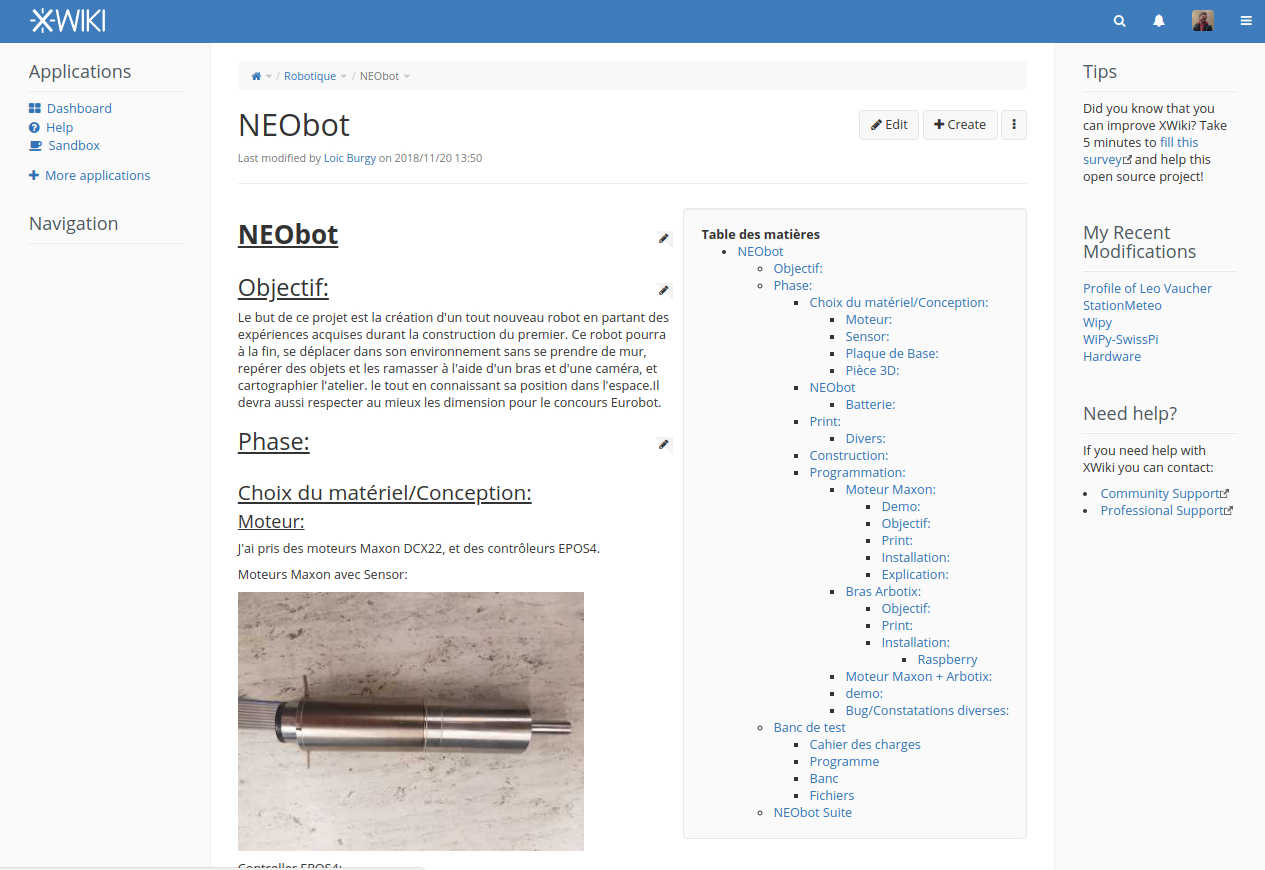 XWIKI
Applications
Dashboard
Help
Sandbox
More applications
Navigation
/ Robotique / NEObot
NEObot
Edit
Create
Last modified by Loïc Burgy on 2018/11/20 13:50
NEObot
Objectif:
Le but de ce projet est la création d'un tout nouveau robot en partant des
expériences acquises durant la construction du premier. Ce robot pourra
à la fin, se déplacer dans son environnement sans se prendre de mur,
repérer des objets et les ramasser à l'aide d'un bras et d'une caméra, et
cartographier l'atelier. le tout en connaissant sa position dans l'espace.Il
devra aussi respecter au mieux les dimension pour le concours Eurobot.
Phase:
Choix du matériel/Conception:
Moteur:
J'ai pris des moteurs Maxon DCX22, et des contrôleurs EPOS4.
Moteurs Maxon avec Sensor:
Controller EPOS4:
Table des matières
NEObot
Objectif:
Phase:
Choix du matériel/Conception:
Moteur:
Sensor:
Plaque de Base:
Pièce 3D:
NEObot
Batterie:
Print:
Divers:
Construction:
Programmation:
Moteur Maxon:
Demo:
Objectif:
Print:
Installation:
Explication:
Bras Arbotix:
Objectif:
Print:
Installation:
Raspberry
Moteur Maxon + Arbotix:
demo:
Bug/Constatations diverses:
Banc de test
Cahier des charges
Programme
Banc
Fichiers
NEObot Suite
Tips
Did you know that you
can improve XWiki? Take
5 minutes to fill this
survey and help this
open source project!
My Recent
Modifications
Profile of Leo Vaucher
StationMeteo
Wipy
WiPy-SwissPi
Hardware
Need help?
If you need help with
XWiki you can contact:
Community Support
Professional Support